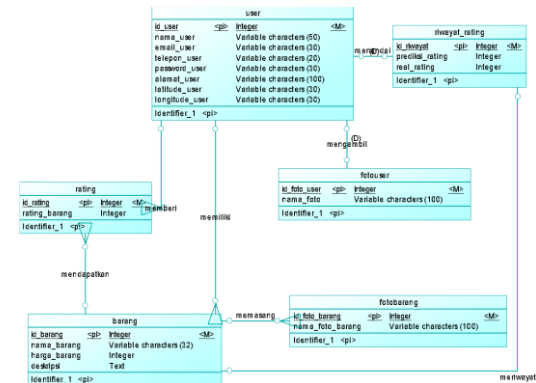 user
id_user <pi> Integer <M>
nama_user Variable characters (50)
email_user Variable characters (30)
telepon_user Variable characters (20)
password_user Variable characters (30)
alamat_user Variable characters (100)
latitude_user Variable characters (30)
longitude_user Variable characters (30)
Identifier_1 <pi>
riwayat_rating
id_riwayat <pi> Integer <M>
prediksi_rating Integer
real_rating Integer
Identifier_1 <pi>
(D)
mengambil
fotouser
id_foto_user <pi> Integer <M>
nama_foto Variable characters (100)
Identifier_1 <pi>
rating
id_rating <pi> Integer <M>
rating_barang Integer
Identifier_1 <pi>
memberi
memiliki
mendapatkan
memasang
fotobarang
id_foto_barang <pi> Integer <M>
nama_foto_barang Variable characters (100)
Identifier_1 <pi>
barang
id_barang <pi> Integer <M>
nama_barang Variable characters (32)
harga_barang Integer
deskripsi Text
Identifier_1 <pi>
meriwayat